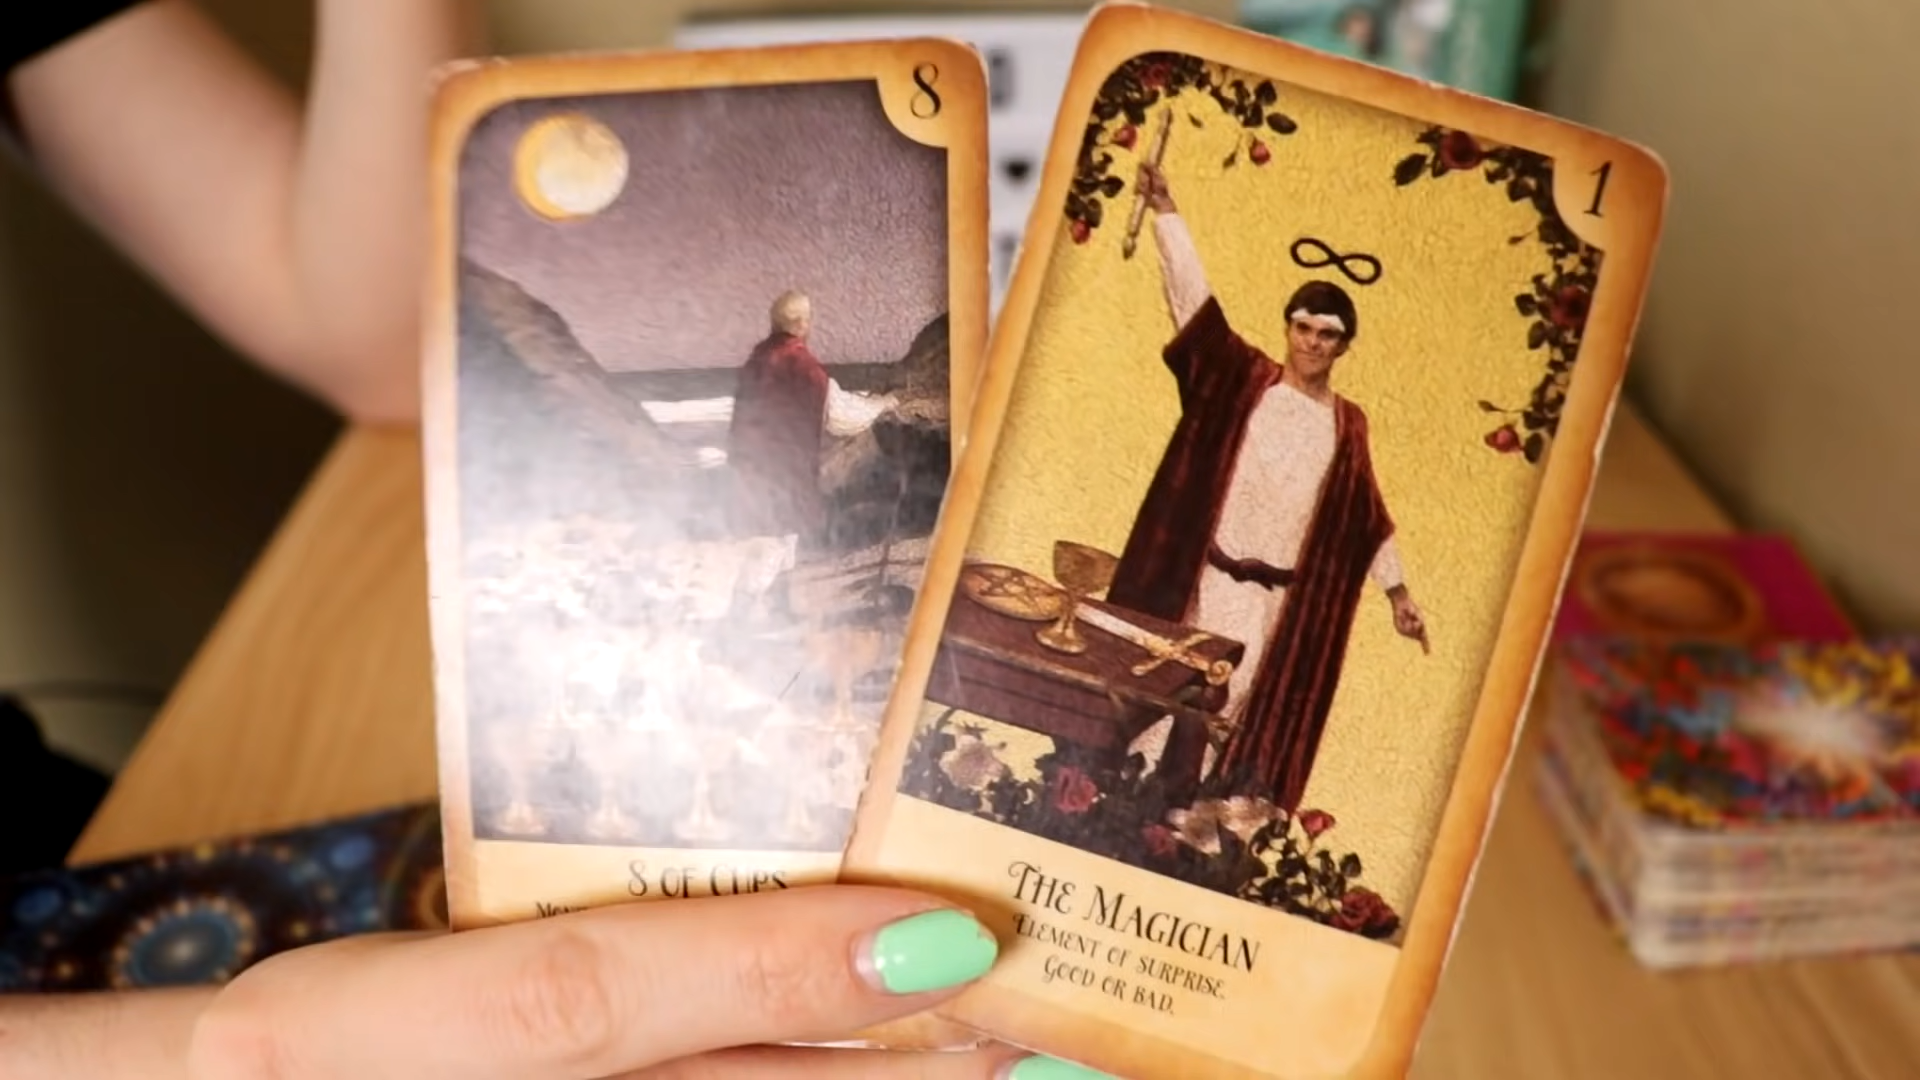 8
8 OF CUPS
1
THE MAGICIAN
ELEMENT OF SURPRISE.
GOOD OR BAD.